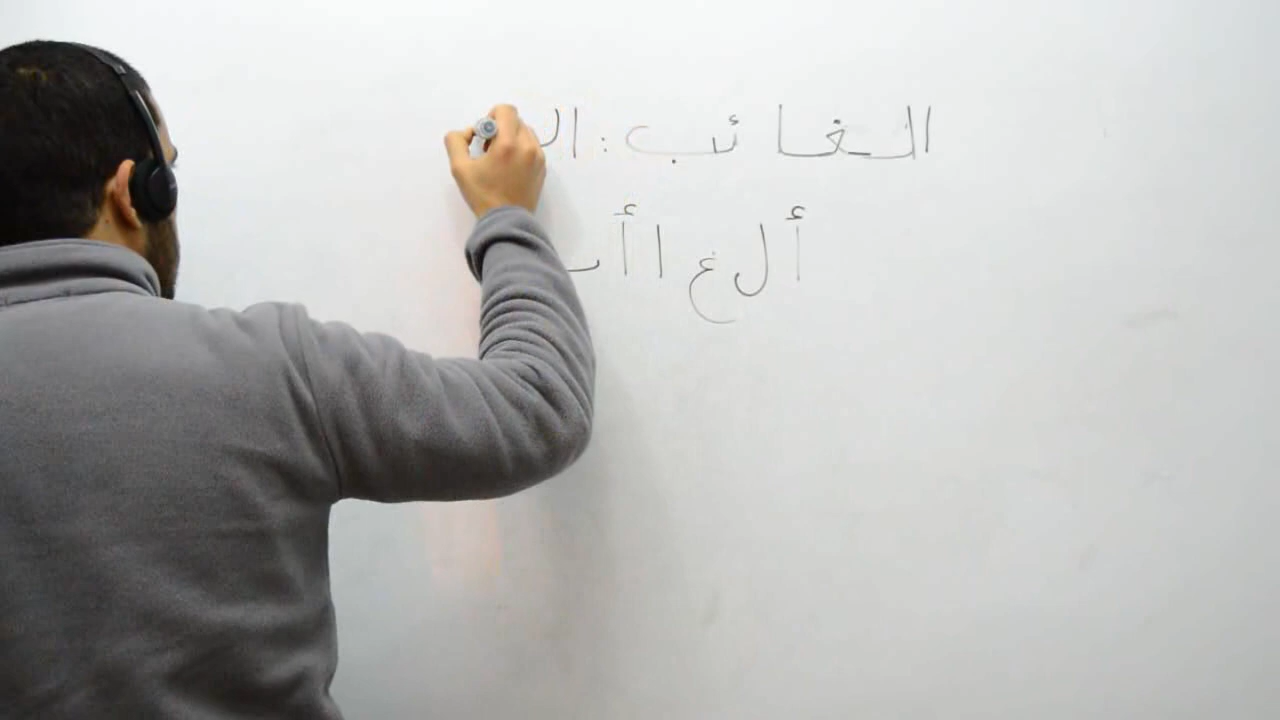 الغائب : ال
أ ل غ ا أ ب